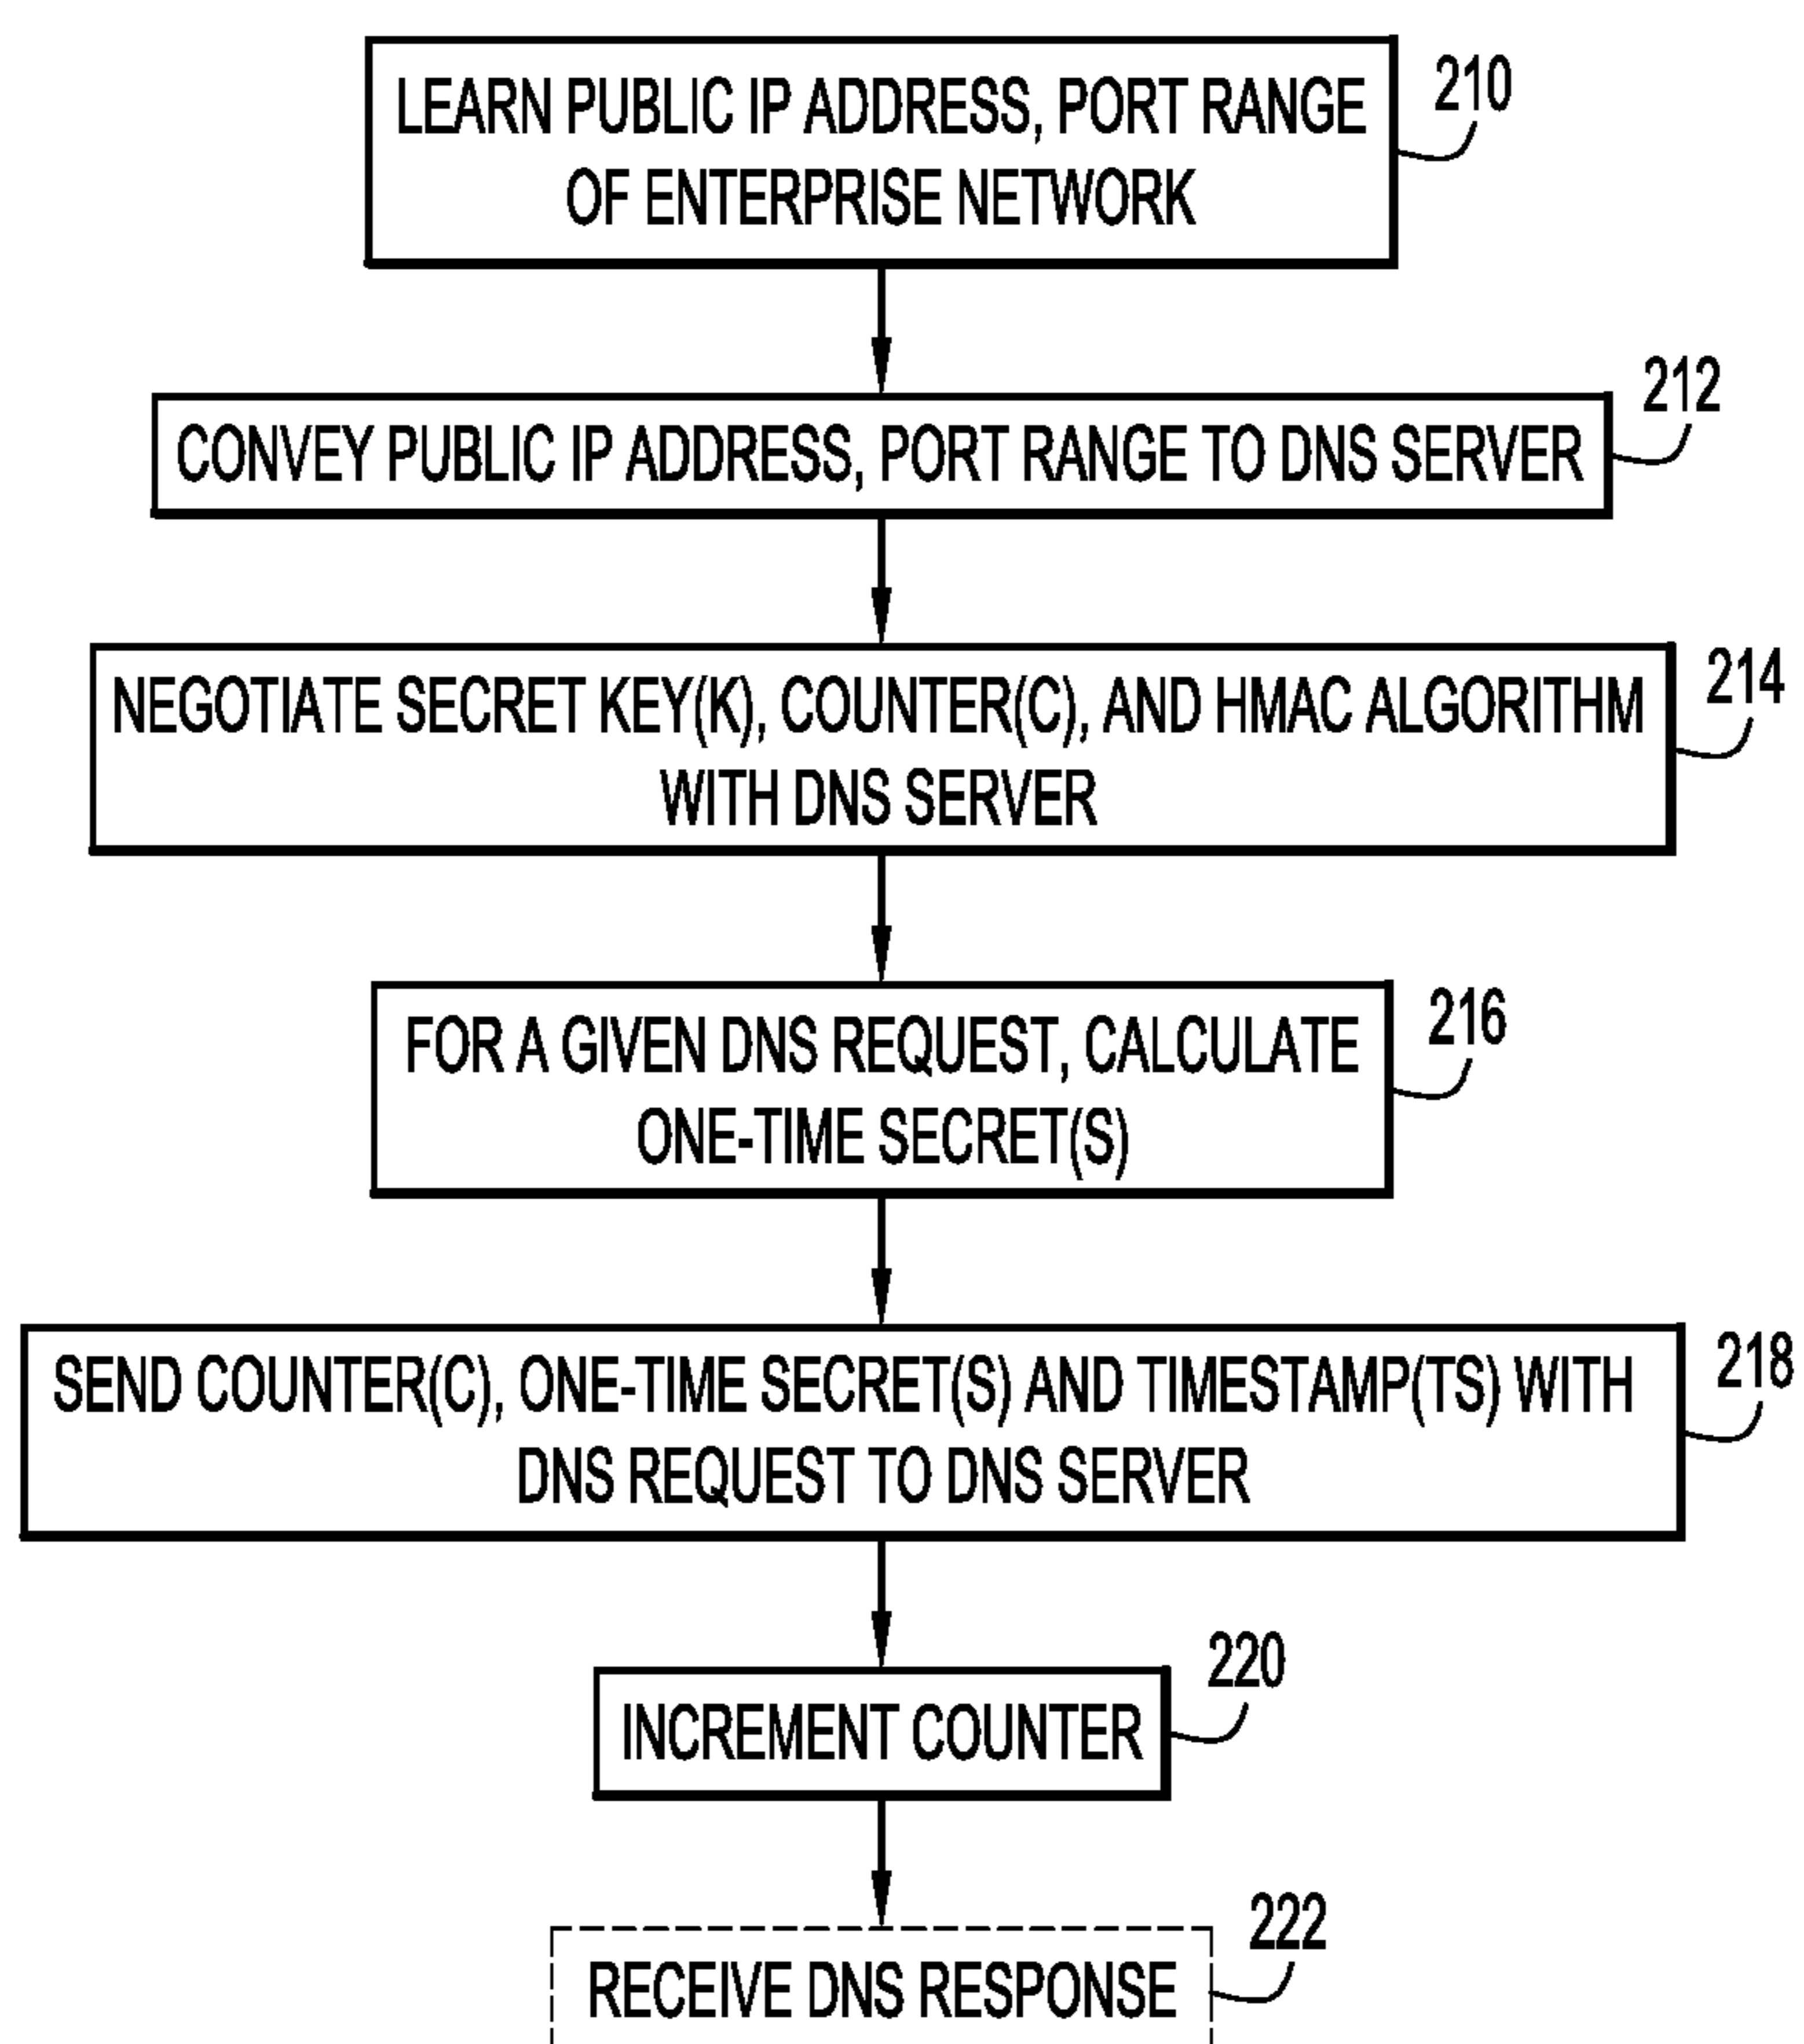 LEARN PUBLIC IP ADDRESS, PORT RANGE
OF ENTERPRISE NETWORK
210
CONVEY PUBLIC IP ADDRESS, PORT RANGE TO DNS SERVER
212
NEGOTIATE SECRET KEY(K), COUNTER(C), AND HMAC ALGORITHM
WITH DNS SERVER
214
FOR A GIVEN DNS REQUEST, CALCULATE
ONE-TIME SECRET(S)
216
SEND COUNTER(C), ONE-TIME SECRET(S) AND TIMESTAMP(TS) WITH
DNS REQUEST TO DNS SERVER
218
INCREMENT COUNTER
220
RECEIVE DNS RESPONSE
222